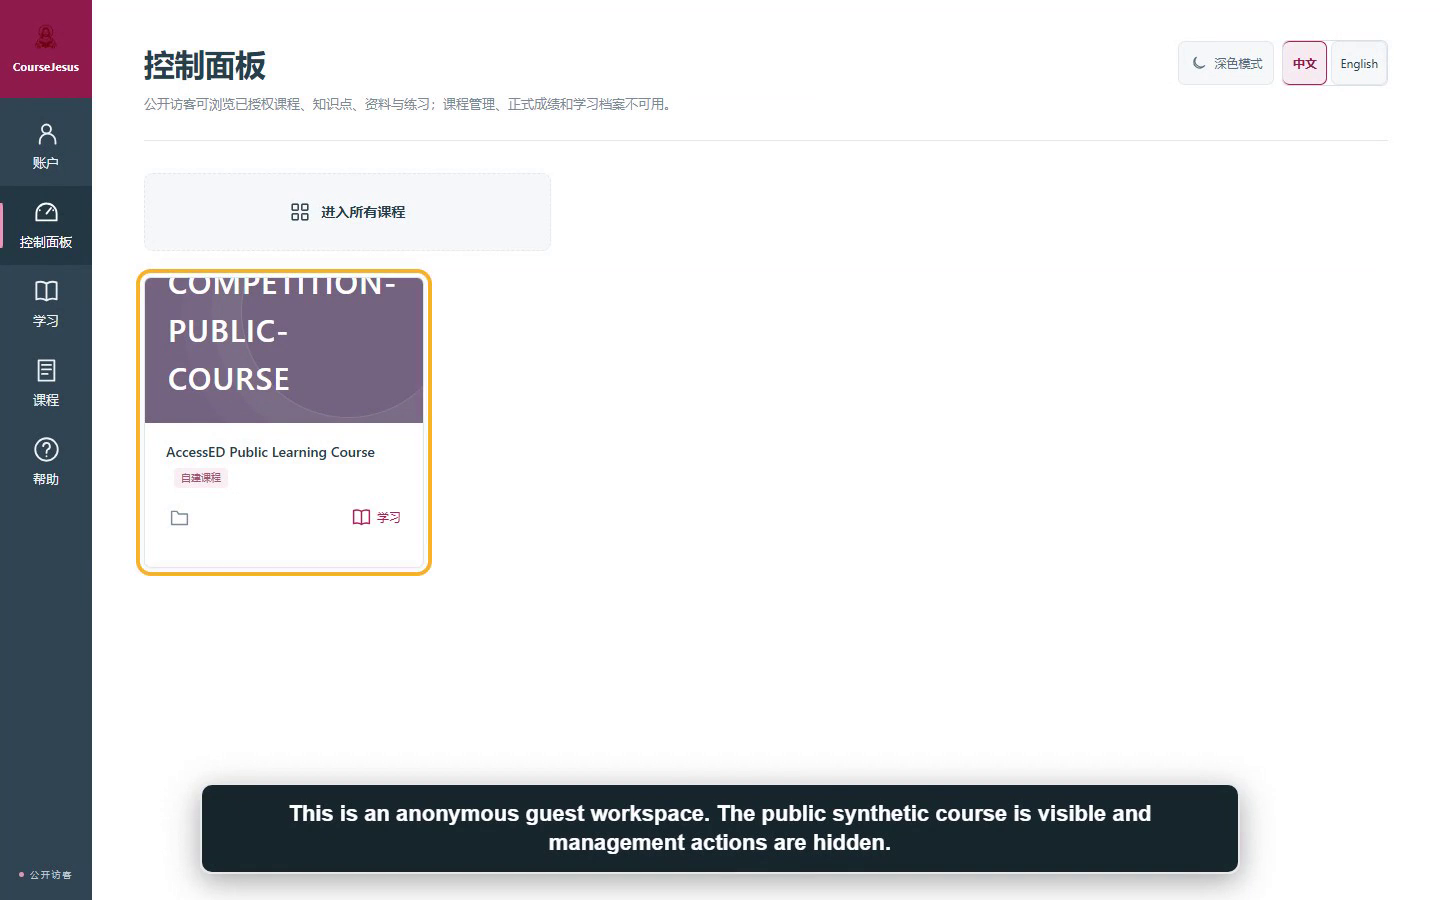 CourseJesus
账户
控制面板
学习
课程
帮助
公开访客
控制面板
公开访客可浏览已授权课程、知识点、资料与练习；课程管理、正式成绩和学习档案不可用。
深色模式
中文
English
进入所有课程
COMPETITION-
PUBLIC-
COURSE
AccessED Public Learning Course
自建课程
学习
This is an anonymous guest workspace. The public synthetic course is visible and
management actions are hidden.